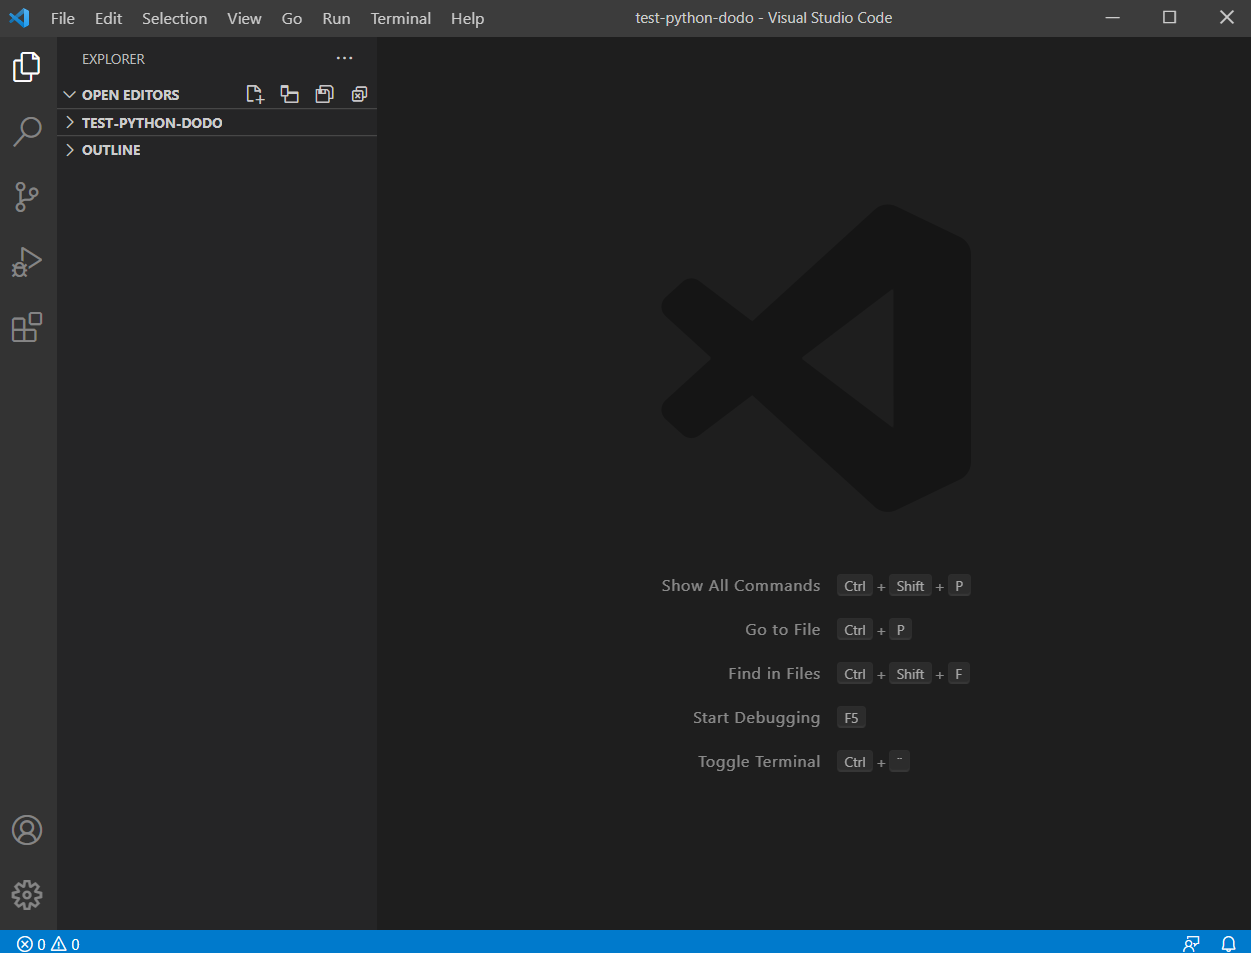 File Edit Selection View Go Run Terminal Help test-python-dodo - Visual Studio Code
EXPLORER
OPEN EDITORS
TEST-PYTHON-DODO
OUTLINE
Show All Commands Ctrl + Shift + P
Go to File Ctrl + P
Find in Files Ctrl + Shift + F
Start Debugging F5
Toggle Terminal Ctrl + ¨
0 0